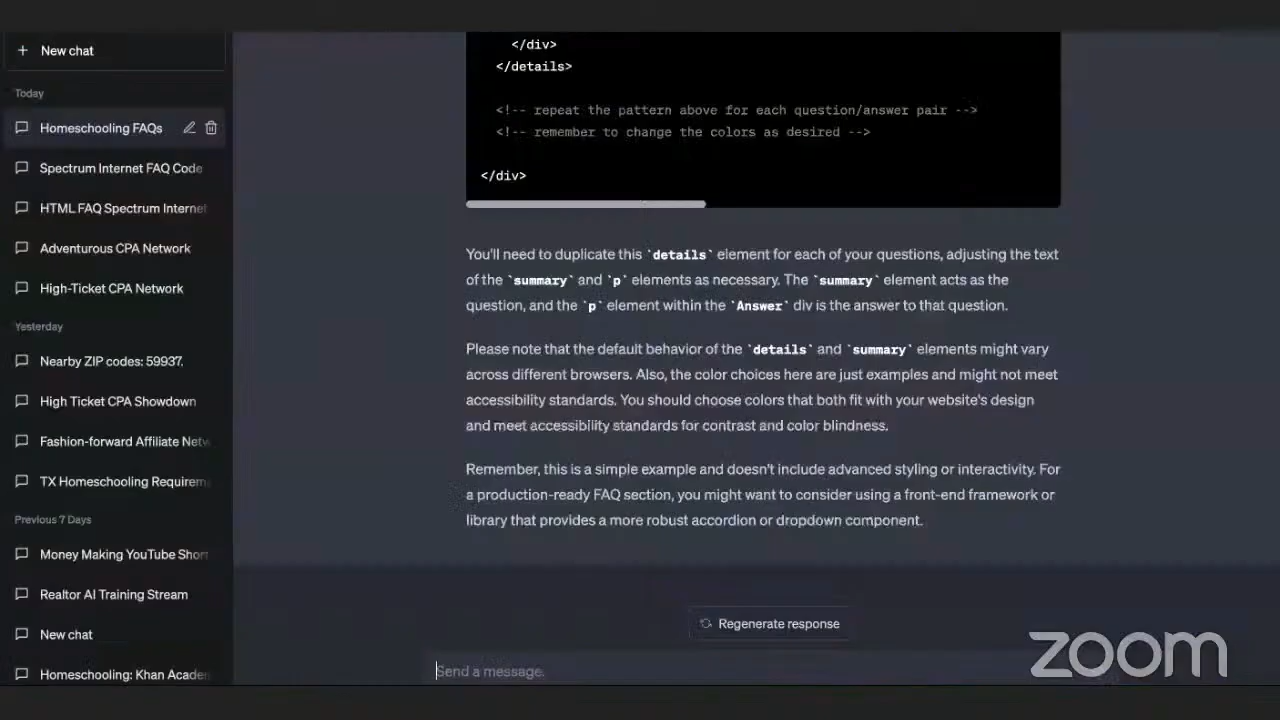 New chat
Today
Homeschooling FAQs
Spectrum Internet FAQ Code
HTML FAQ Spectrum Internet
Adventurous CPA Network
High-Ticket CPA Network
Yesterday
Nearby ZIP codes: 59937.
High Ticket CPA Showdown
Fashion-forward Affiliate Netw
TX Homeschooling Requirem
Previous 7 Days
Money Making YouTube Shor
Realtor AI Training Stream
New chat
Homeschooling: Khan Acade
</div>
</details>
<!-- repeat the pattern above for each question/answer pair -->
<!-- remember to change the colors as desired -->
</div>
You'll need to duplicate this `details` element for each of your questions, adjusting the text
of the `summary` and `p` elements as necessary. The `summary` element acts as the
question, and the `p` element within the `Answer` div is the answer to that question.
Please note that the default behavior of the `details` and `summary` elements might vary
across different browsers. Also, the color choices here are just examples and might not meet
accessibility standards. You should choose colors that both fit with your website's design
and meet accessibility standards for contrast and color blindness.
Remember, this is a simple example and doesn't include advanced styling or interactivity. For
a production-ready FAQ section, you might want to consider using a front-end framework or
library that provides a more robust accordion or dropdown component.
Regenerate response
Send a message.
zoom